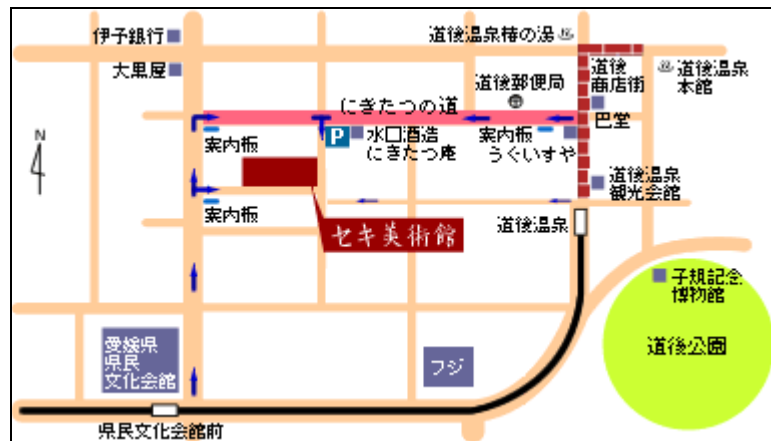 伊予銀行
道後温泉椿の湯
大黒屋
道後郵便局
道後
商店街
道後温泉
本館
にきたつの道
巴堂
N
案内板
P
水口酒造
にきたつ庵
案内板
うぐいすや
道後温泉
観光会館
案内板
セキ美術館
道後温泉
子規記念
博物館
愛媛県
県民
文化会館
フジ
道後公園
県民文化会館前